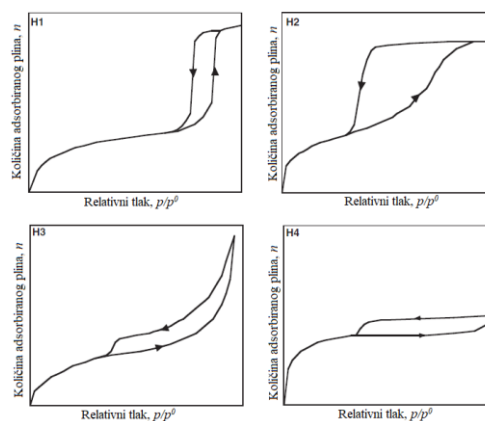 H1
Količina adsorbiranog plina, n
Relativni tlak, p/p⁰
H2
Količina adsorbiranog plina, n
Relativni tlak, p/p⁰
H3
Količina adsorbiranog plina, n
Relativni tlak, p/p⁰
H4
Količina adsorbiranog plina, n
Relativni tlak, p/p⁰